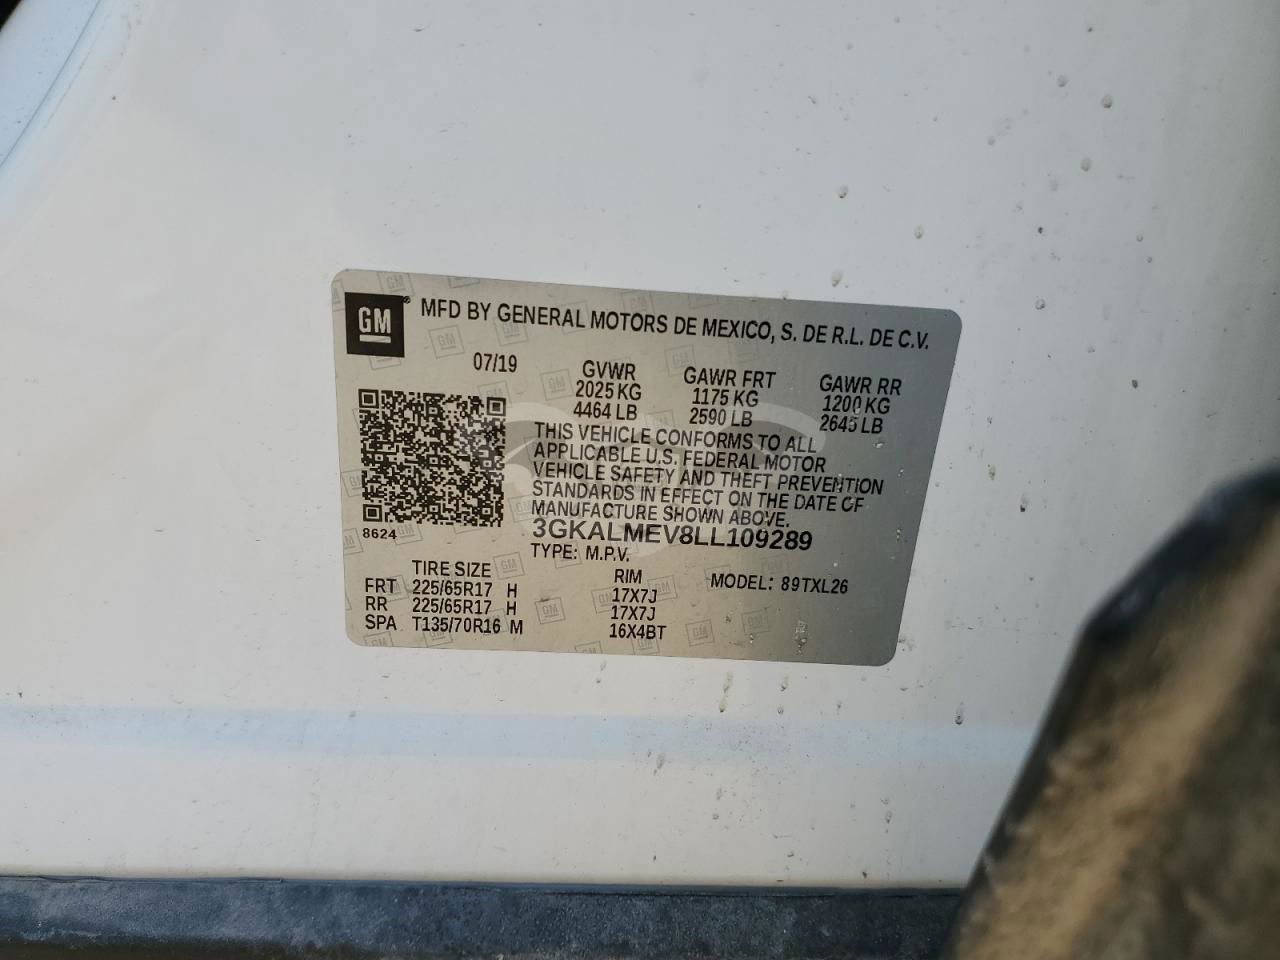 GM
MFD BY GENERAL MOTORS DE MEXICO, S. DE R.L. DE C.V.
07/19
GVWR
2025 KG
4464 LB
GAWR FRT
1175 KG
2590 LB
GAWR RR
1200 KG
2645 LB
THIS VEHICLE CONFORMS TO ALL
APPLICABLE U.S. FEDERAL MOTOR
VEHICLE SAFETY AND THEFT PREVENTION
STANDARDS IN EFFECT ON THE DATE OF
MANUFACTURE SHOWN ABOVE.
8624
3GKALMEV8LL109289
TYPE: M.P.V.
TIRE SIZE RIM MODEL: 89TXL26
FRT 225/65R17 H 17X7J
RR 225/65R17 H 17X7J
SPA T135/70R16 M 16X4BT